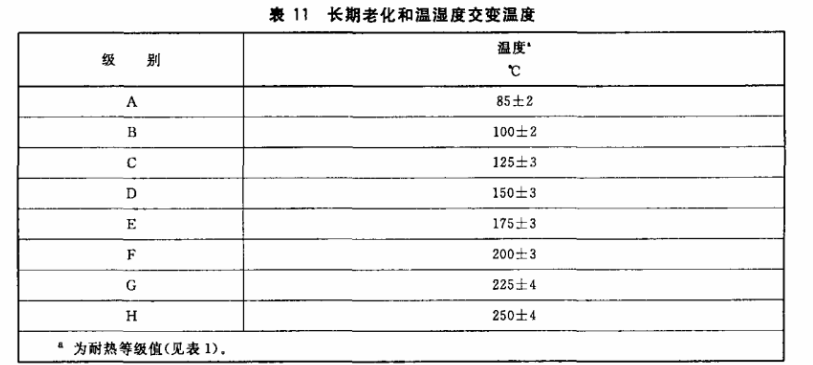 表 11 长期老化和温湿度交变温度
级 别 温度ᵃ
℃
A 85±2
B 100±2
C 125±3
D 150±3
E 175±3
F 200±3
G 225±4
H 250±4
ᵃ 为耐热等级值(见表1)。